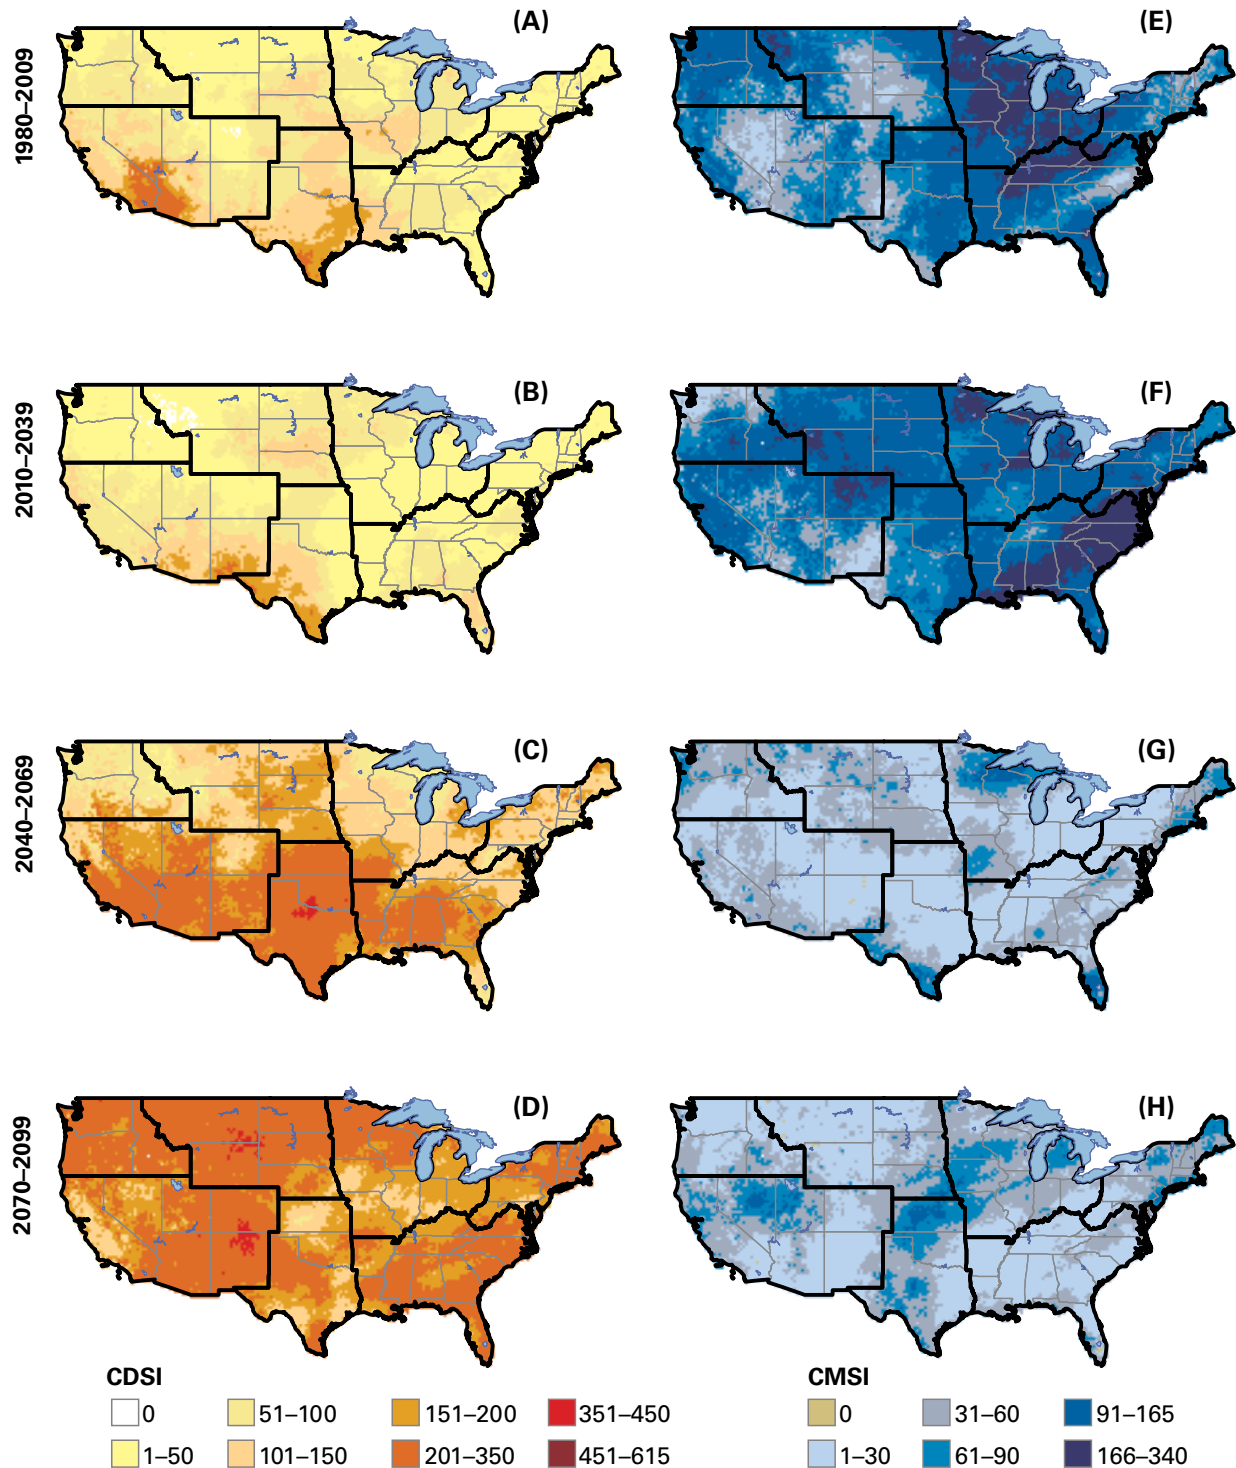 (A)
(E)
1980–2009
(B)
(F)
2010–2039
(C)
(G)
2040–2069
(D)
(H)
2070–2099
CDSI
0
51–100
151–200
351–450
1–50
101–150
201–350
451–615
CMSI
0
31–60
91–165
1–30
61–90
166–340